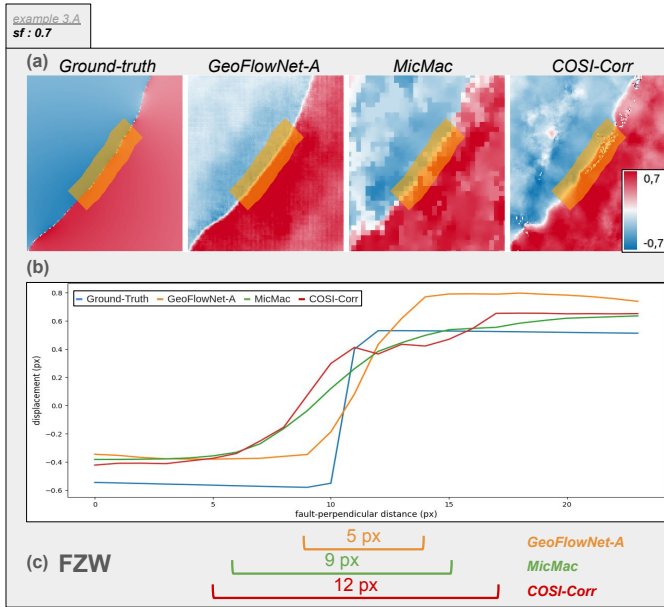 example 3.A
sf : 0.7
(a) Ground-truth GeoFlowNet-A MicMac COSI-Corr
0,7
-0,7
(b)
Ground-Truth GeoFlowNet-A MicMac COSI-Corr
0.8
0.6
0.4
0.2
0.0
−0.2
−0.4
−0.6
displacement (px)
0 5 10 15 20
fault-perpendicular distance (px)
(c) FZW
5 px GeoFlowNet-A
9 px MicMac
12 px COSI-Corr